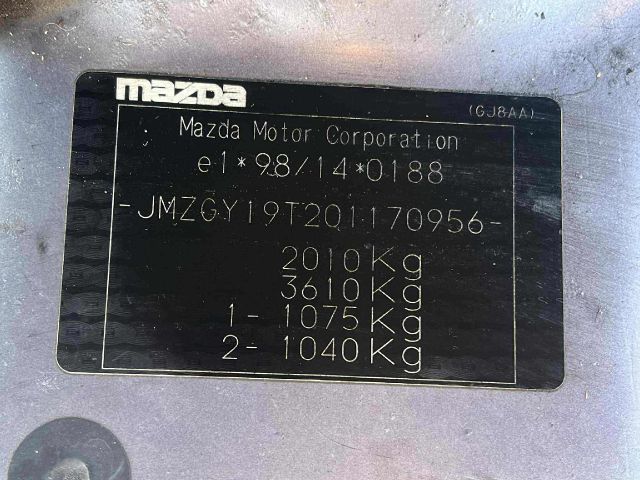 mazda
(GJ8AA)
Mazda Motor Corporation
e1*98/14*0188
-JMZGY19T201170956-
2010Kg
3610Kg
1- 1075Kg
2- 1040Kg